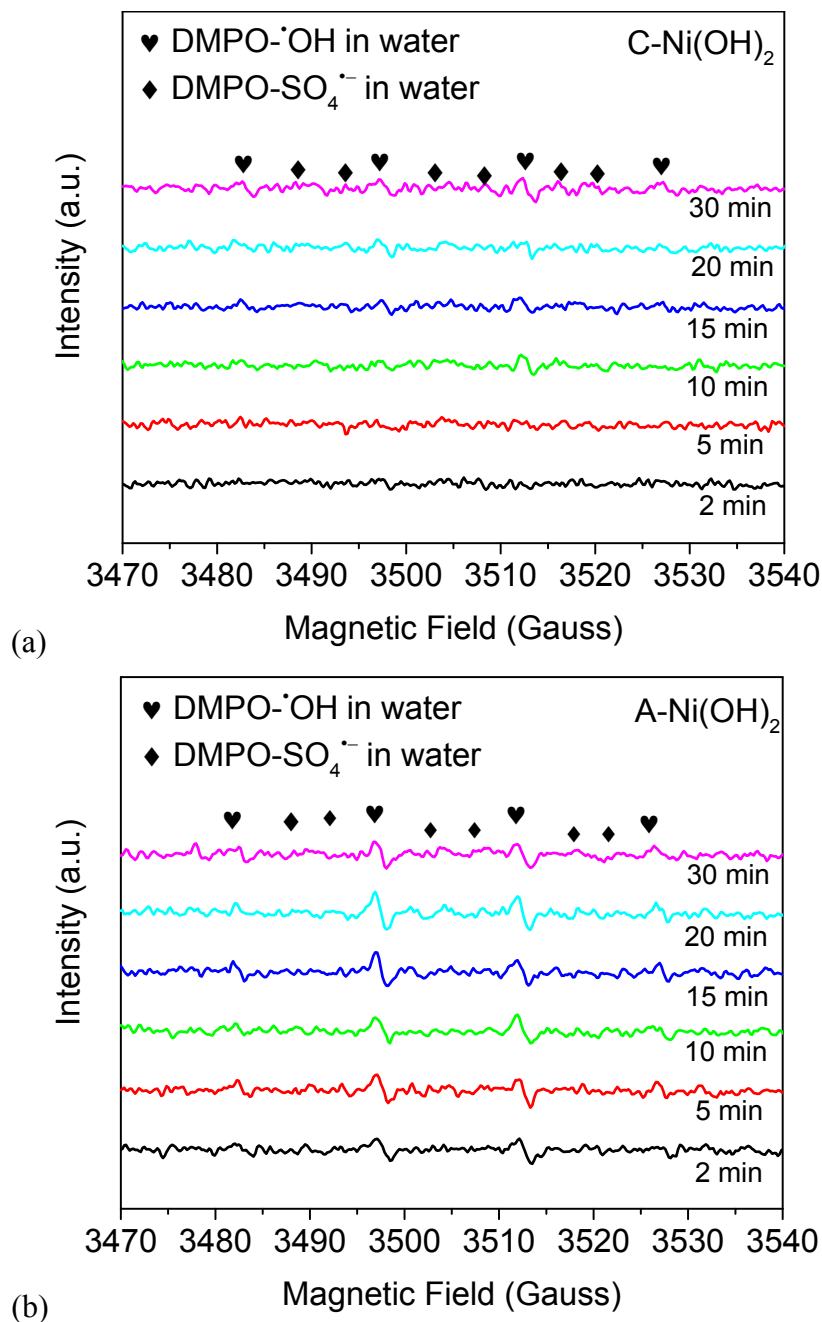 ♥ DMPO-•OH in water
C-Ni(OH)₂
♦ DMPO-SO₄•⁻ in water
Intensity (a.u.)
30 min
20 min
15 min
10 min
5 min
2 min
3470 3480 3490 3500 3510 3520 3530 3540
Magnetic Field (Gauss)
(a)
♥ DMPO-•OH in water
A-Ni(OH)₂
♦ DMPO-SO₄•⁻ in water
Intensity (a.u.)
30 min
20 min
15 min
10 min
5 min
2 min
3470 3480 3490 3500 3510 3520 3530 3540
Magnetic Field (Gauss)
(b)